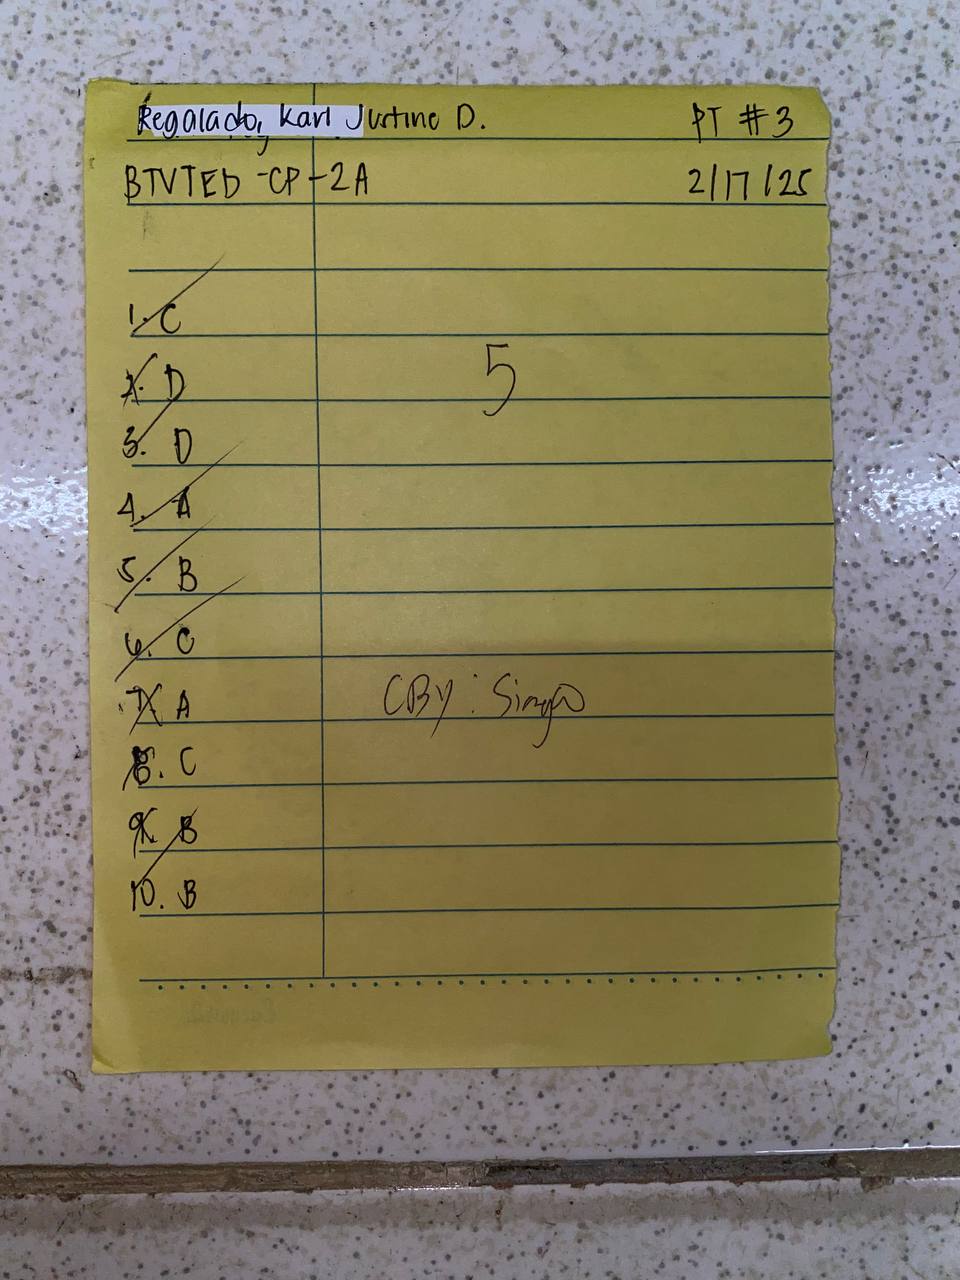 Regalado, Karl Justine D. PT #3
BTVTED-CP-2A 2/17/25
1. C
2. D
5
3. D
4. A
5. B
6. C
7. A
CBY:
8. C
9. B
10. B